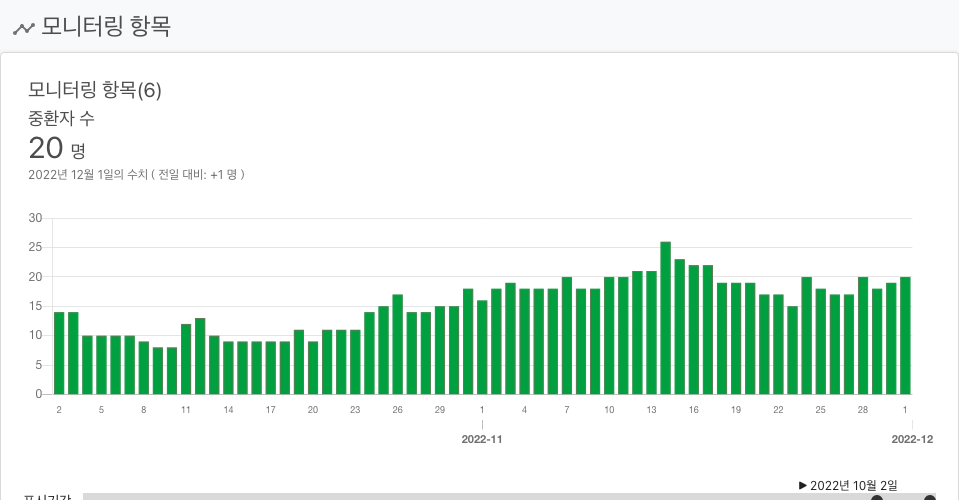 모니터링 항목
모니터링 항목(6)
중환자 수
20 명
2022년 12월 1일의 수치 ( 전일 대비: +1 명 )
30
25
20
15
10
5
0
2 5 8 11 14 17 20 23 26 29 1 4 7 10 13 16 19 22 25 28 1
2022-11 2022-12
▶ 2022년 10월 2일
표시기간